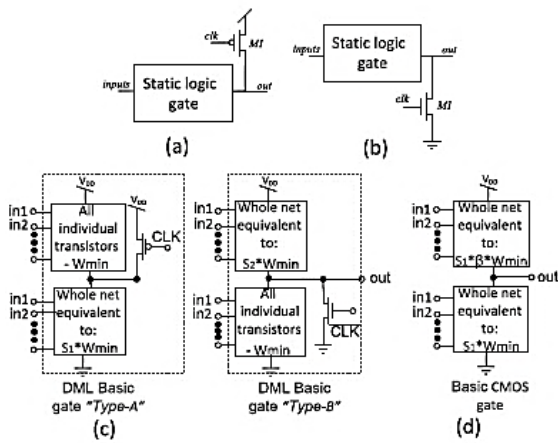 clk
MI
Static logic
gate
inputs
out
(a)
Static logic
gate
inputs
out
clk
MI
(b)
VDD
VDD
in1
in2
All
individual
transistors
- Wmin
CLK
in1
in2
Whole net
equivalent
to:
S1*Wmin
DML Basic
gate "Type-A"
(c)
VDD
in1
in2
Whole net
equivalent
to:
S2*Wmin
out
in1
in2
All
individual
transistors
- Wmin
CLK
DML Basic
gate "Type-B"
VDD
in1
in2
Whole net
equivalent
to:
S1*β*Wmin
out
in1
in2
Whole net
equivalent
to:
S1*Wmin
Basic CMOS
gate
(d)